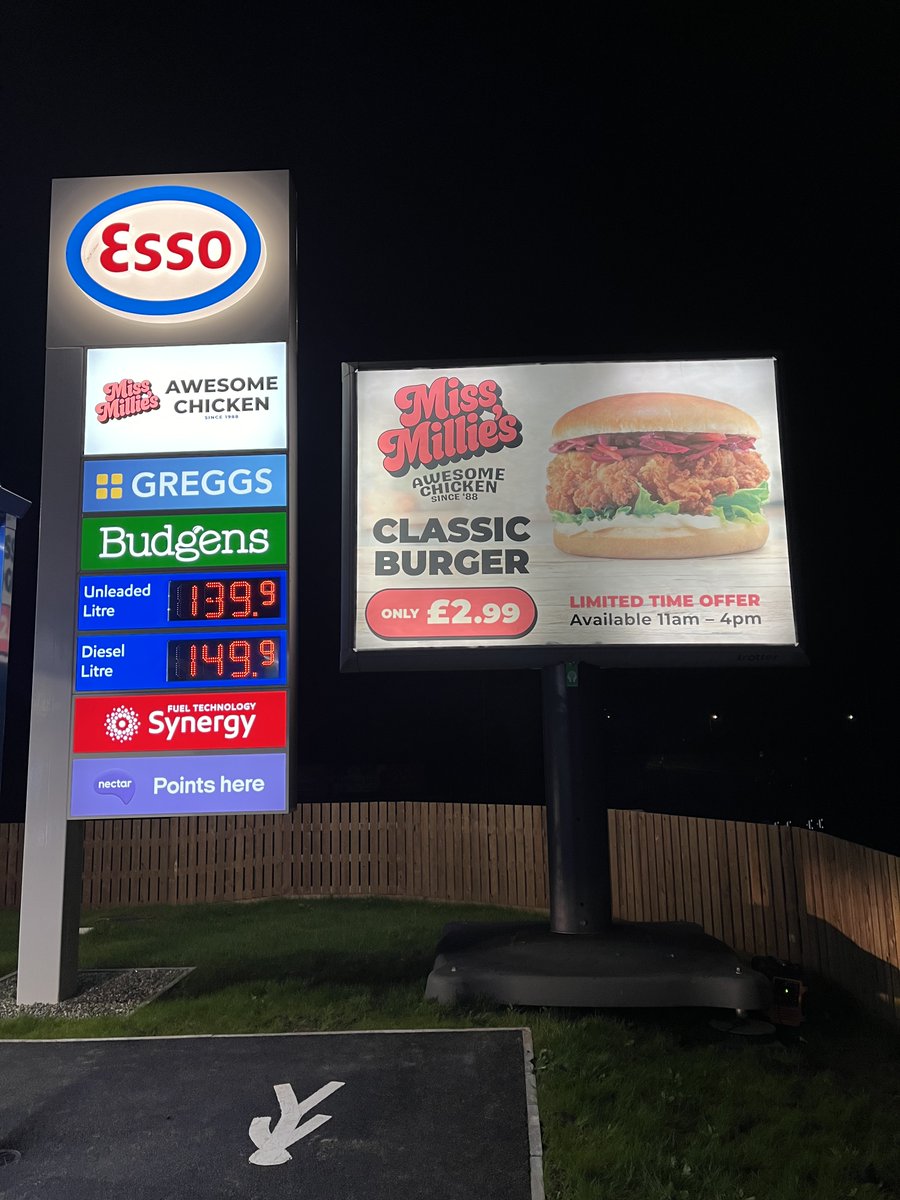 Esso
Miss
Millie's
AWESOME
CHICKEN
SINCE 1988
GREGGS
Budgens
Unleaded
Litre
139.9
Diesel
Litre
149.9
FUEL TECHNOLOGY
Synergy
nectar
Points here
Miss
Millie's
AWESOME
CHICKEN
SINCE '88
CLASSIC
BURGER
ONLY £2.99
LIMITED TIME OFFER
Available 11am – 4pm
trotter